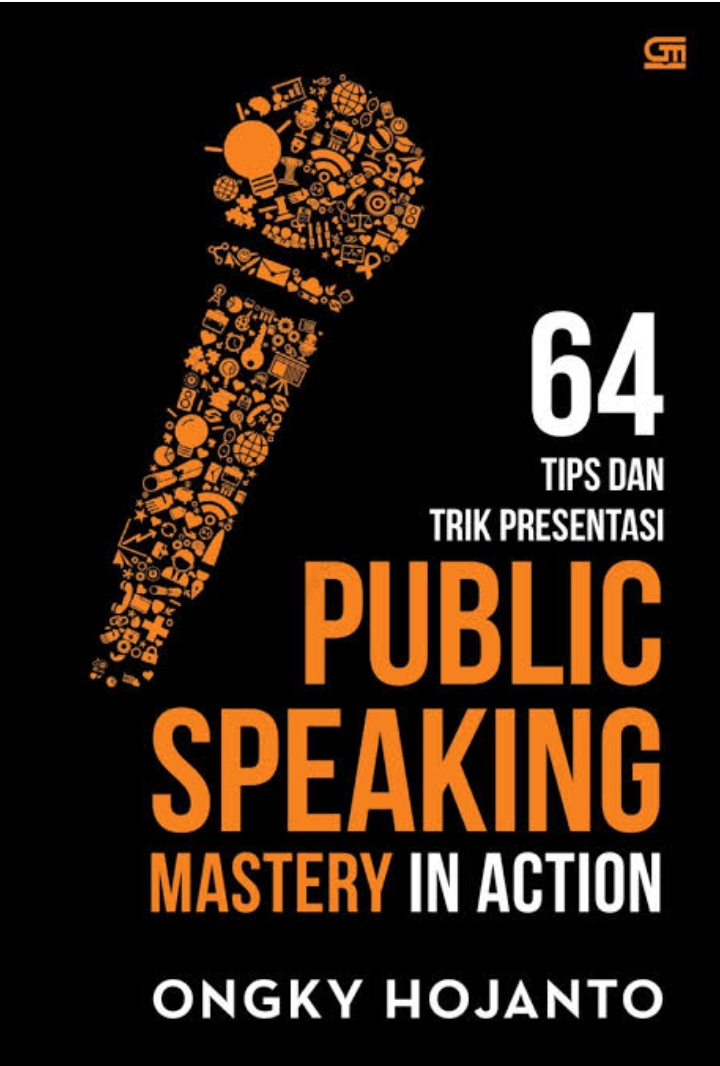 64
TIPS DAN
TRIK PRESENTASI
PUBLIC
SPEAKING
MASTERY IN ACTION
ONGKY HOJANTO